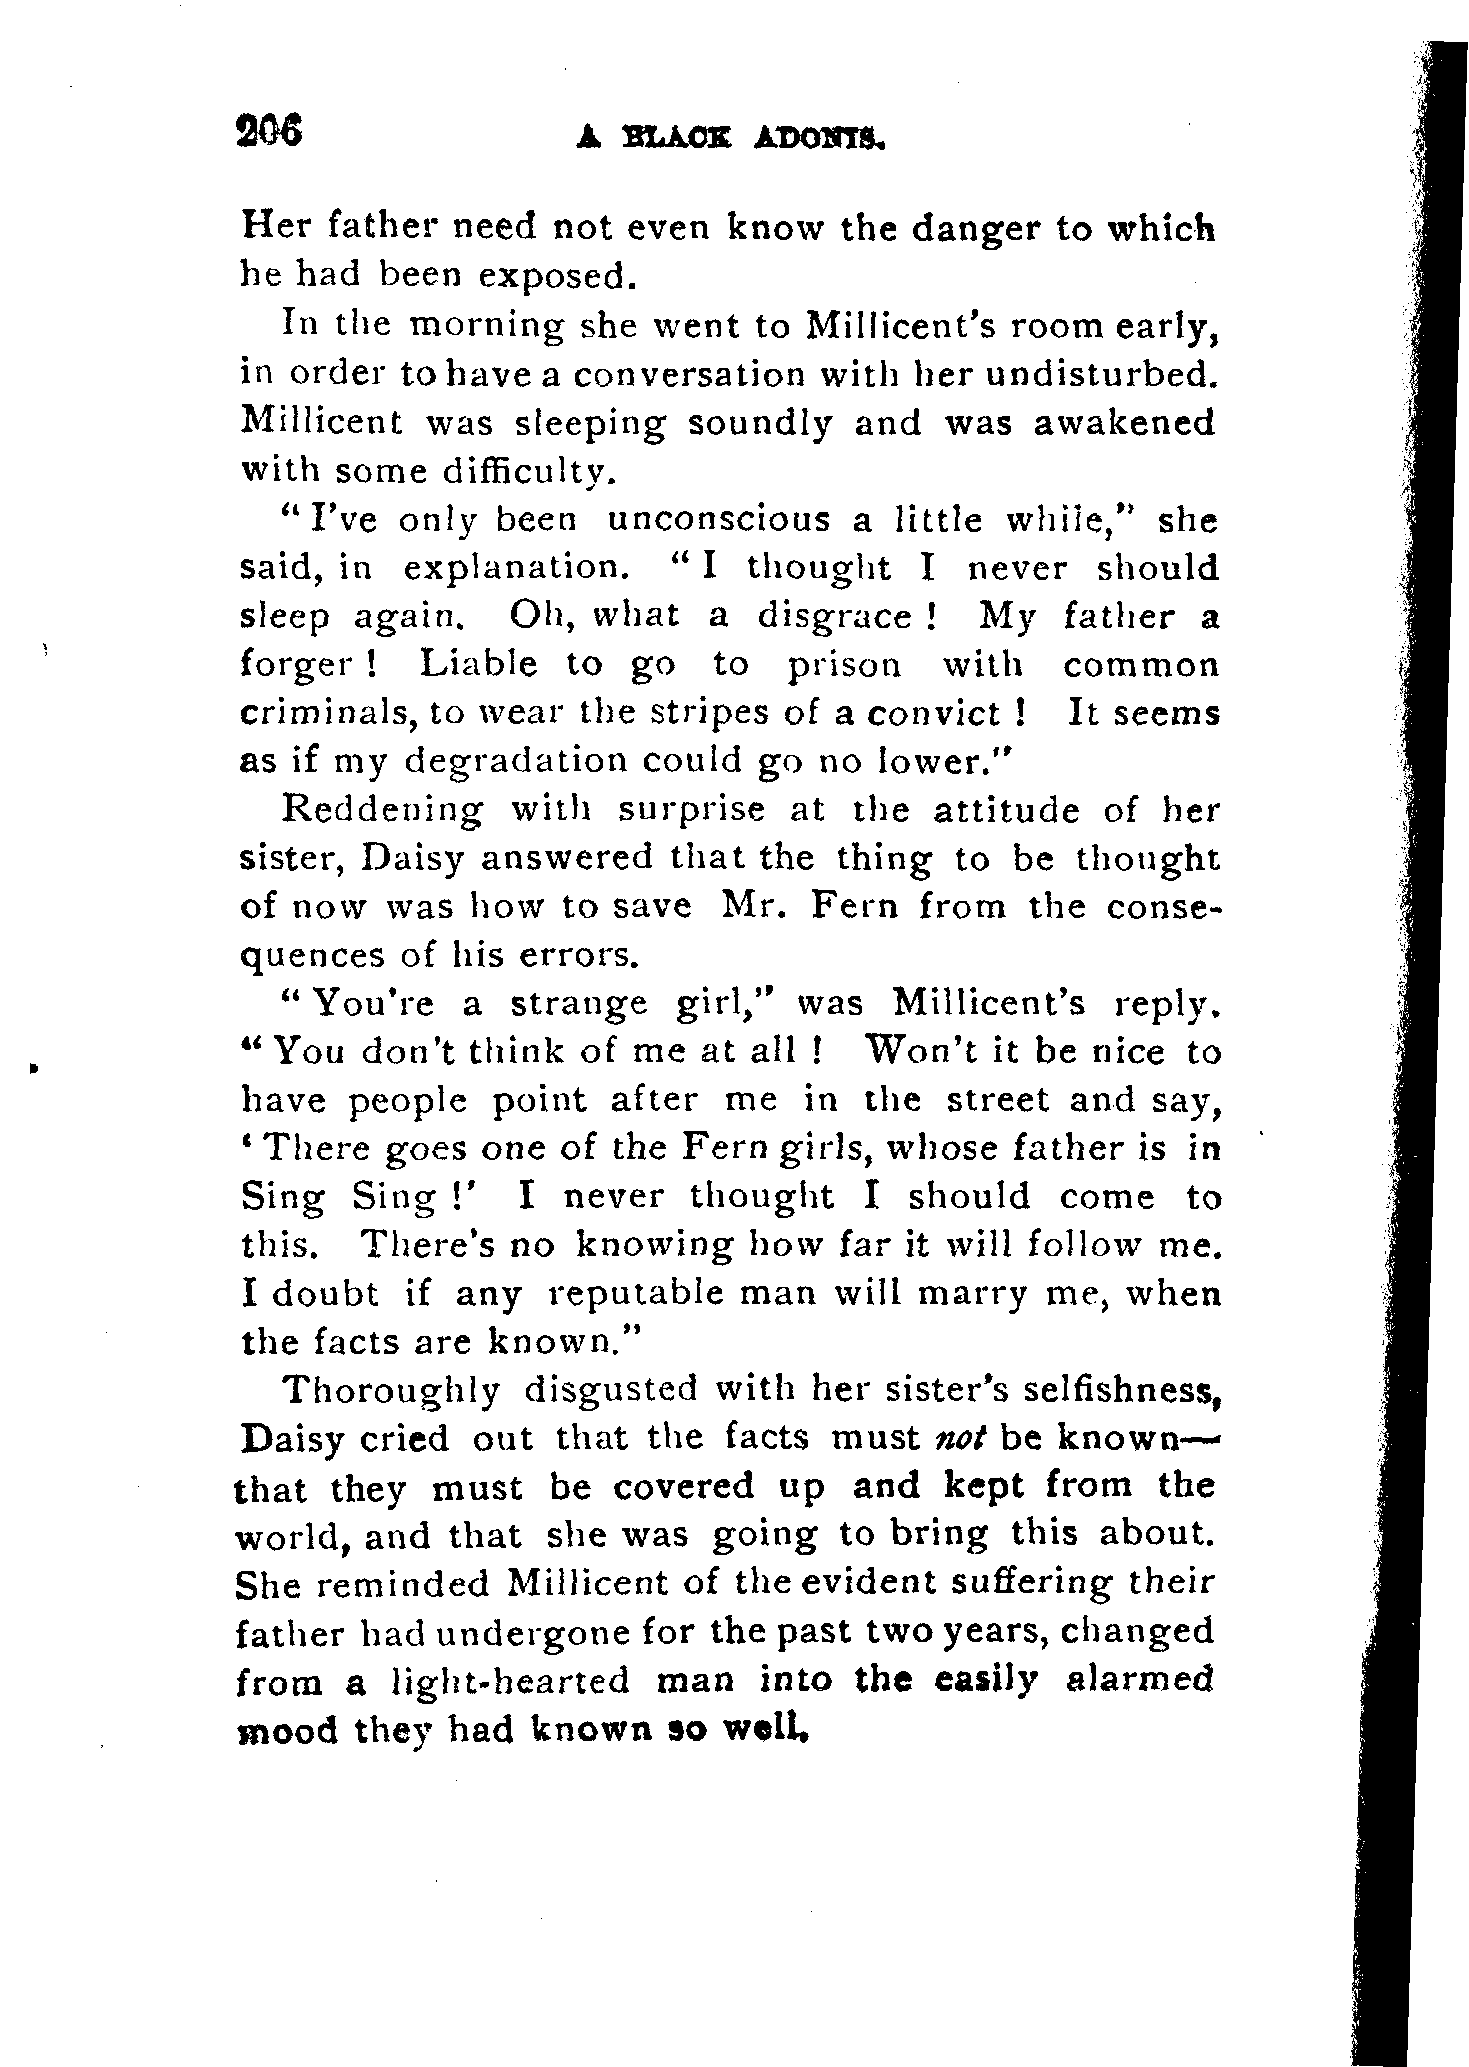 206 A BLACK ADONIS.
Her father need not even know the danger to which
he had been exposed.
In the morning she went to Millicent's room early,
in order to have a conversation with her undisturbed.
Millicent was sleeping soundly and was awakened
with some difficulty.
“ I've only been unconscious a little while,” she
said, in explanation. “ I thought I never should
sleep again. Oh, what a disgrace ! My father a
forger ! Liable to go to prison with common
criminals, to wear the stripes of a convict ! It seems
as if my degradation could go no lower.”
Reddening with surprise at the attitude of her
sister, Daisy answered that the thing to be thought
of now was how to save Mr. Fern from the conse-
quences of his errors.
“ You're a strange girl,” was Millicent's reply.
“ You don't think of me at all ! Won't it be nice to
have people point after me in the street and say,
‘ There goes one of the Fern girls, whose father is in
Sing Sing !’ I never thought I should come to
this. There's no knowing how far it will follow me.
I doubt if any reputable man will marry me, when
the facts are known.”
Thoroughly disgusted with her sister's selfishness,
Daisy cried out that the facts must not be known—
that they must be covered up and kept from the
world, and that she was going to bring this about.
She reminded Millicent of the evident suffering their
father had undergone for the past two years, changed
from a light-hearted man into the easily alarmed
mood they had known so well.